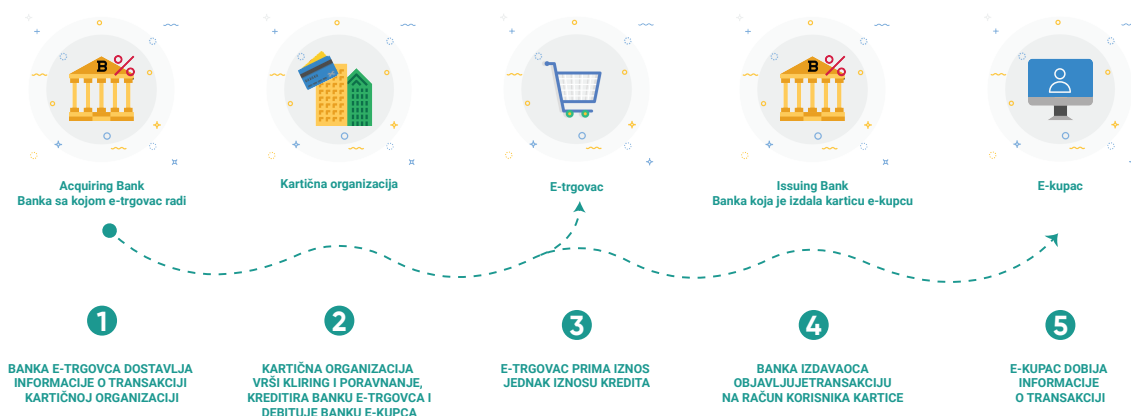 Acquiring Bank
Banka sa kojom e-trgovac radi
Kartična organizacija
E-trgovac
Issuing Bank
Banka koja je izdala karticu e-kupcu
E-kupac
1
BANKA E-TRGOVCA DOSTAVLJA
INFORMACIJE O TRANSAKCIJI
KARTIČNOJ ORGANIZACIJI
2
KARTIČNA ORGANIZACIJA
VRŠI KLIRING I PORAVNANJE,
KREDITIRA BANKU E-TRGOVCA I
DEBITUJE BANKU E-KUPCA
3
E-TRGOVAC PRIMA IZNOS
JEDNAK IZNOSU KREDITA
4
BANKA IZDAVAOCA
OBJAVLJUJETRANSAKCIJU
NA RAČUN KORISNIKA KARTICE
5
E-KUPAC DOBIJA
INFORMACIJE
O TRANSAKCIJI